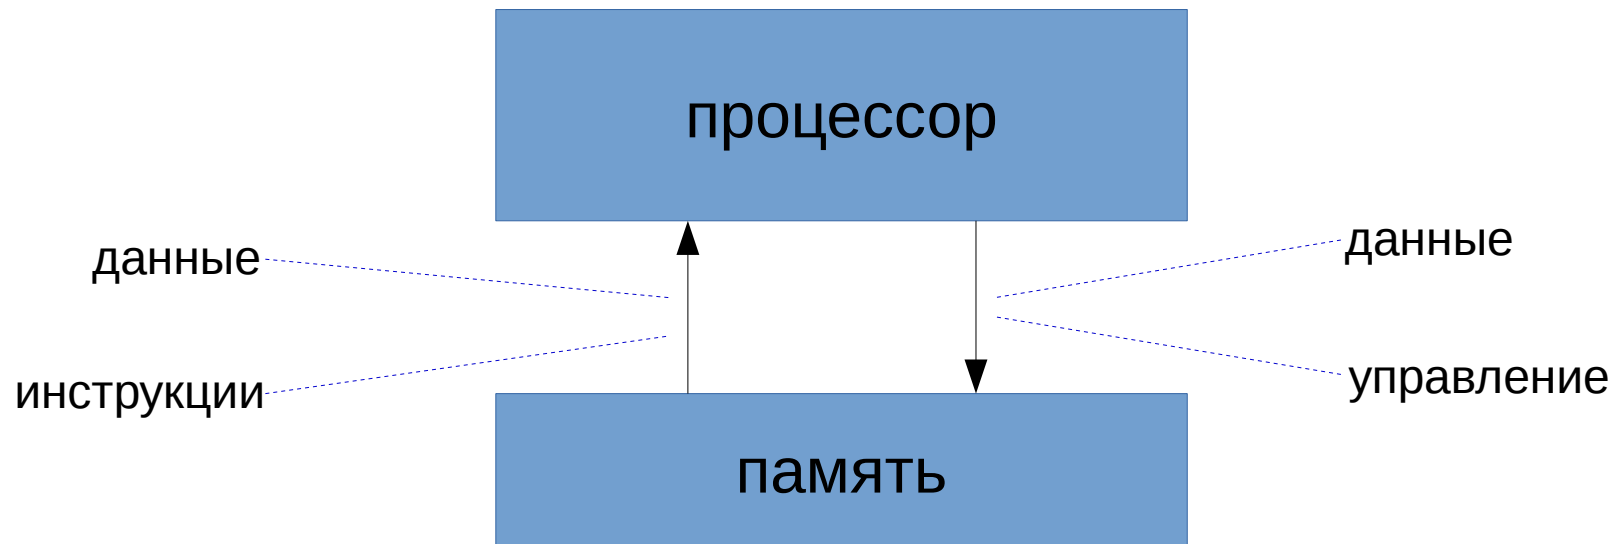 процессор
данные
данные
инструкции
управление
память